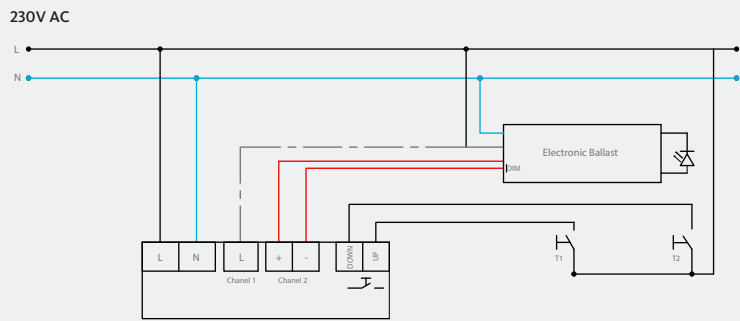 230V AC
L
N
Electronic Ballast
DIM
L
N
L
+
-
DOWN
UP
Chanel 1
Chanel 2
T1
T2